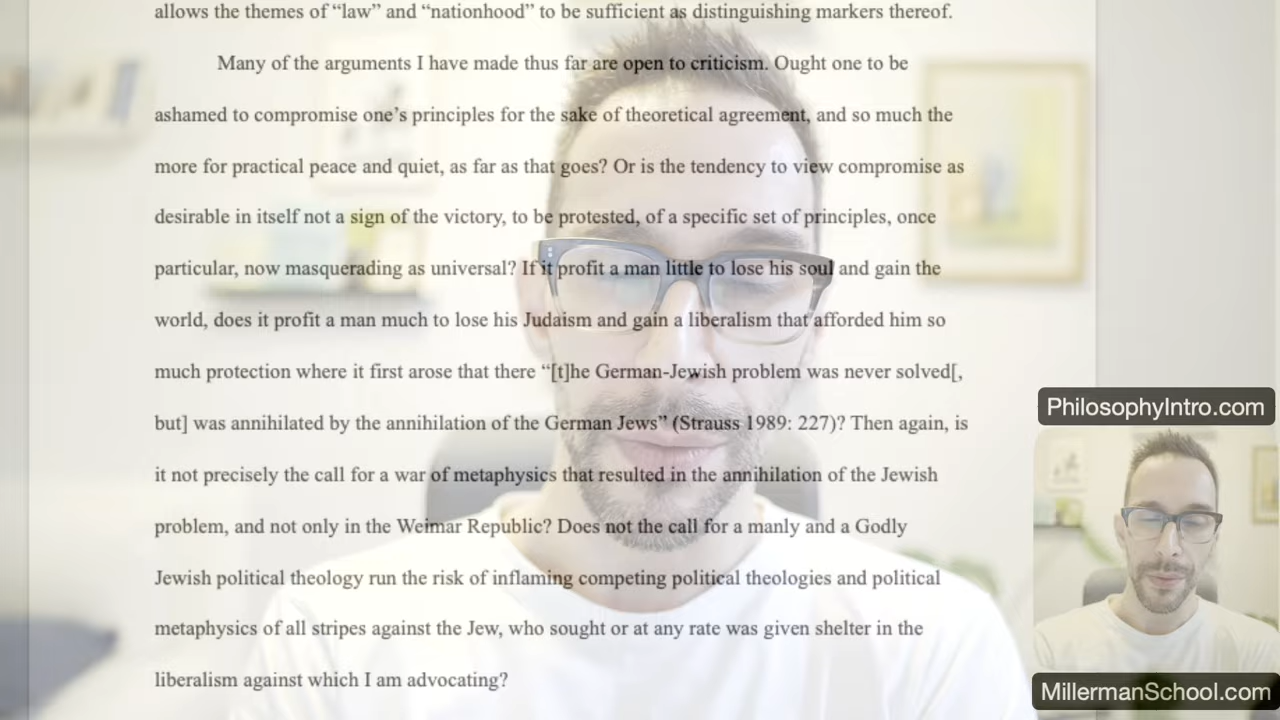 allows the themes of “law” and “nationhood” to be sufficient as distinguishing markers thereof.
Many of the arguments I have made thus far are open to criticism. Ought one to be
ashamed to compromise one’s principles for the sake of theoretical agreement, and so much the
more for practical peace and quiet, as far as that goes? Or is the tendency to view compromise as
desirable in itself not a sign of the victory, to be protested, of a specific set of principles, once
particular, now masquerading as universal? If it profit a man little to lose his soul and gain the
world, does it profit a man much to lose his Judaism and gain a liberalism that afforded him so
much protection where it first arose that there “[t]he German-Jewish problem was never solved[,
but] was annihilated by the annihilation of the German Jews” (Strauss 1989: 227)? Then again, is
it not precisely the call for a war of metaphysics that resulted in the annihilation of the Jewish
problem, and not only in the Weimar Republic? Does not the call for a manly and a Godly
Jewish political theology run the risk of inflaming competing political theologies and political
metaphysics of all stripes against the Jew, who sought or at any rate was given shelter in the
liberalism against which I am advocating?
PhilosophyIntro.com
MillermanSchool.com